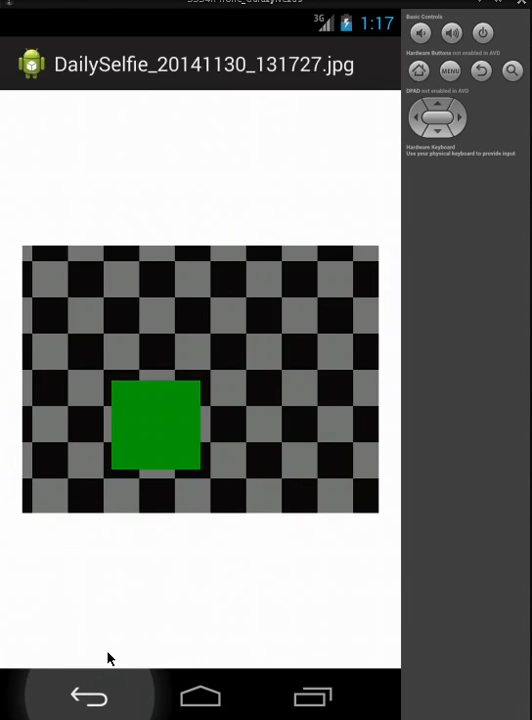 3G 1:17
DailySelfie_20141130_131727.jpg
Basic Controls
Hardware Buttons not enabled in AVD
MENU
DPAD not enabled in AVD
Hardware Keyboard
Use your physical keyboard to provide input